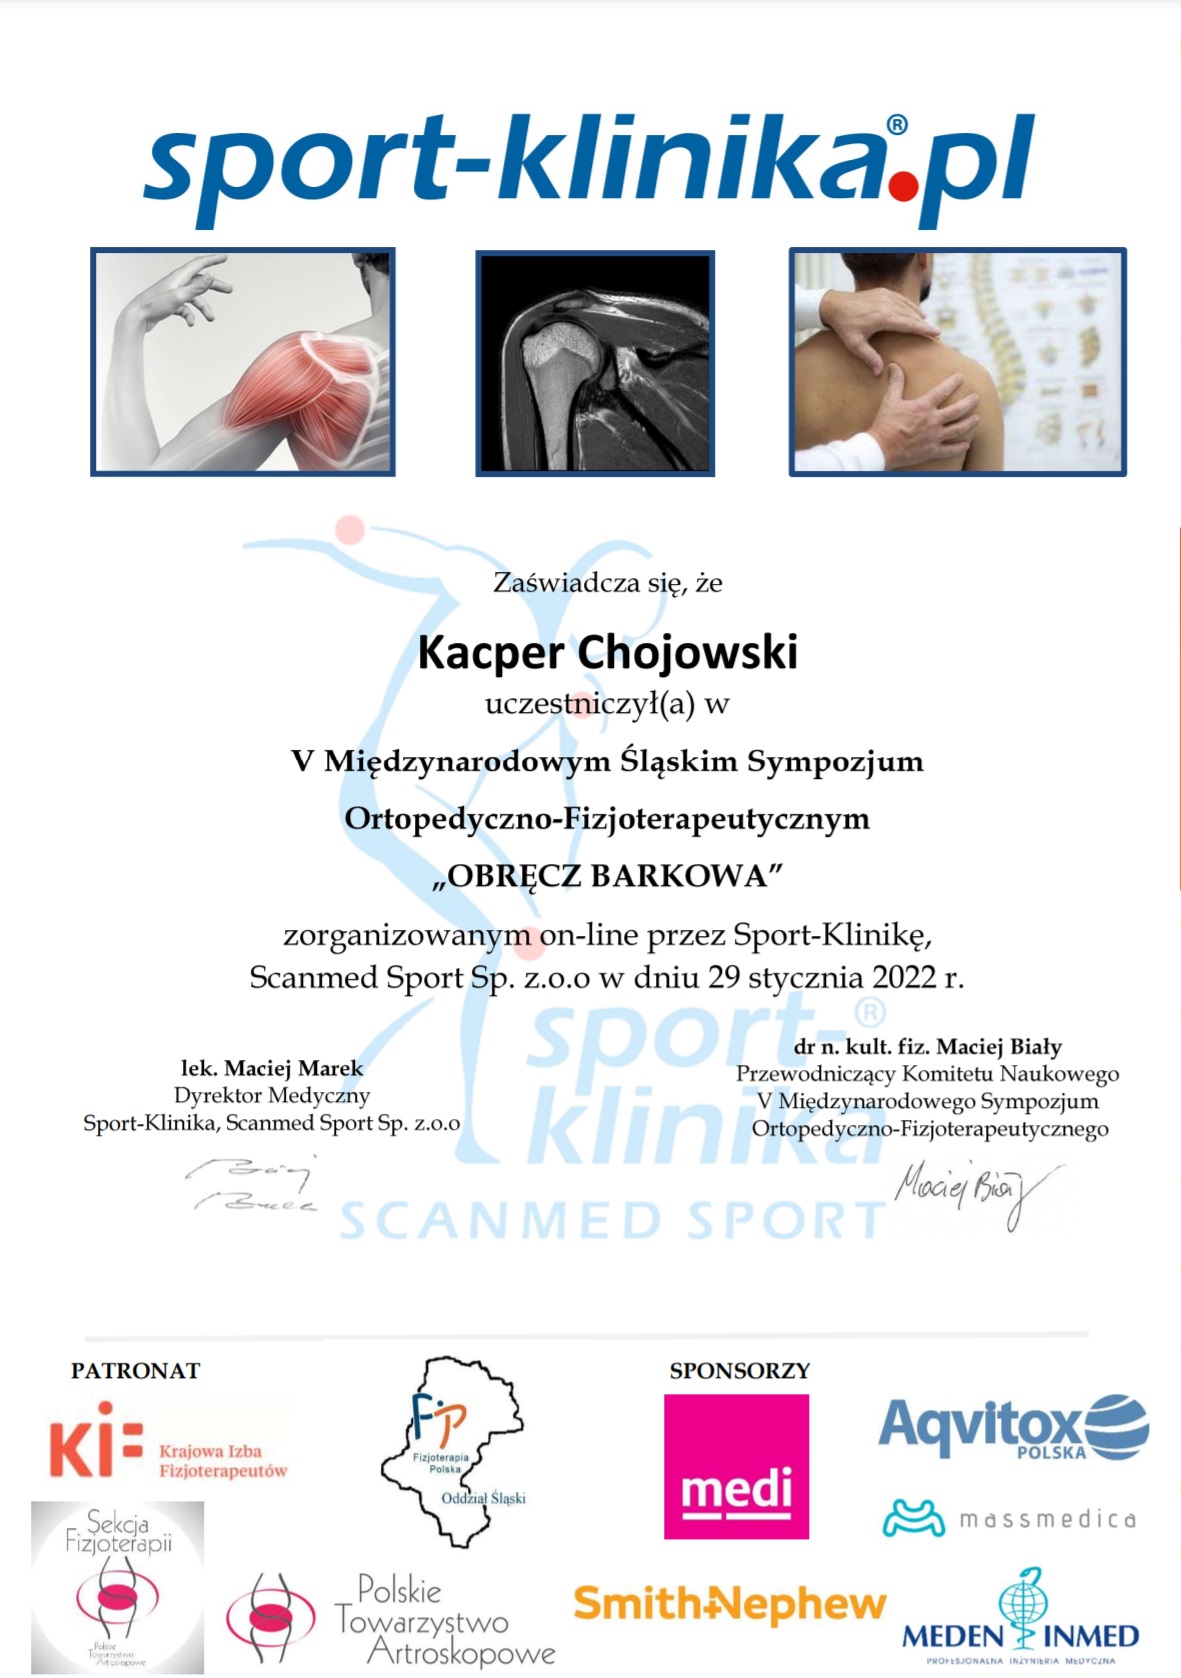 sport-klinika.pl®
Zaświadcza się, że
Kacper Chojowski
uczestniczył(a) w
V Międzynarodowym Śląskim Sympozjum
Ortopedyczno-Fizjoterapeutycznym
„OBRĘCZ BARKOWA”
zorganizowanym on-line przez Sport-Klinikę,
Scanmed Sport Sp. z.o.o w dniu 29 stycznia 2022 r.
sport-®
klinika
SCANMED SPORT
lek. Maciej Marek
Dyrektor Medyczny
Sport-Klinika, Scanmed Sport Sp. z.o.o
dr n. kult. fiz. Maciej Biały
Przewodniczący Komitetu Naukowego
V Międzynarodowego Sympozjum
Ortopedyczno-Fizjoterapeutycznego
Maciej Biały
PATRONAT
KIF Krajowa Izba
Fizjoterapeutów
FiP
Fizjoterapia
Polska
Oddział Śląski
Sekcja
Fizjoterapii
Polskie
Towarzystwo
Artroskopowe
Polskie
Towarzystwo
Artroskopowe
SPONSORZY
medi
Aqvitox
POLSKA
massmedica
Smith+Nephew
MEDEN INMED
PROFESJONALNA INŻYNIERIA MEDYCZNA